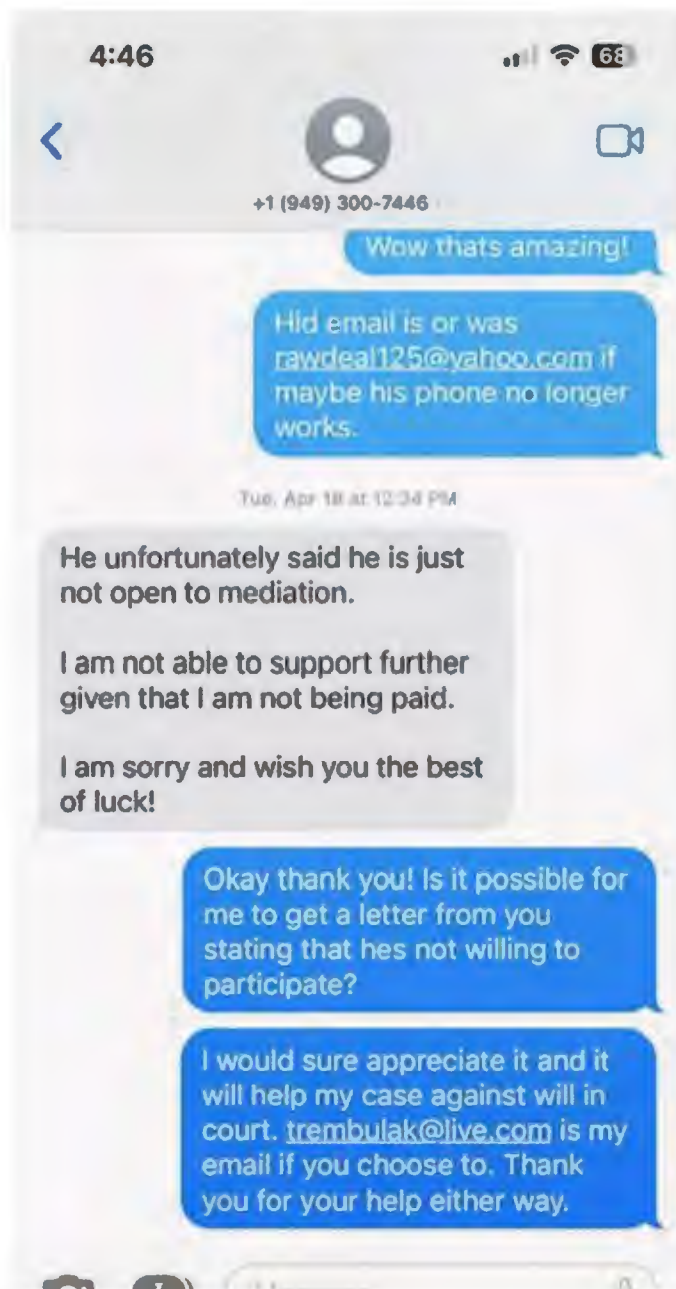 4:46
68
+1 (949) 300-7446
Wow thats amazing!
Hid email is or was
rawdeal125@yahoo.com if
maybe his phone no longer
works.
Tue, Apr 18 at 12:34 PM
He unfortunately said he is just
not open to mediation.
I am not able to support further
given that I am not being paid.
I am sorry and wish you the best
of luck!
Okay thank you! Is it possible for
me to get a letter from you
stating that hes not willing to
participate?
I would sure appreciate it and it
will help my case against will in
court. trembulak@live.com is my
email if you choose to. Thank
you for your help either way.